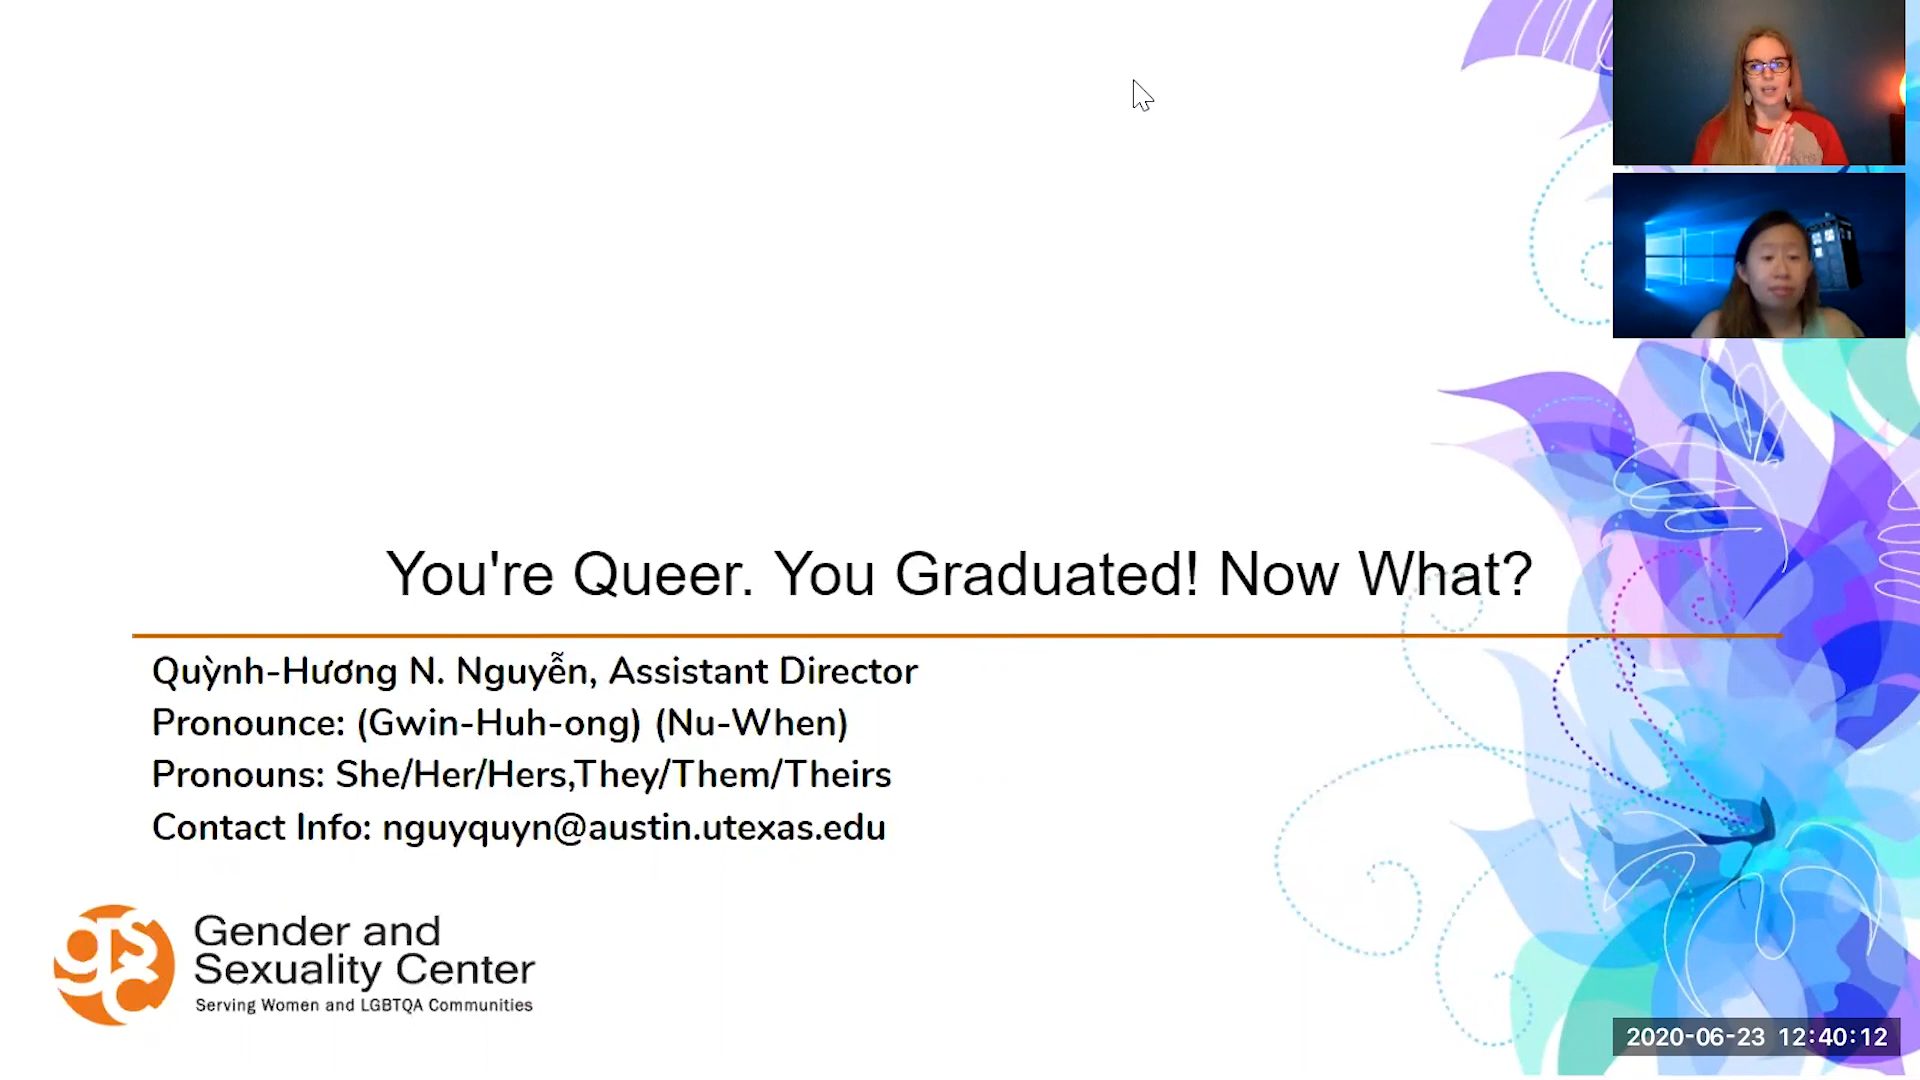 You're Queer. You Graduated! Now What?
Quỳnh-Hương N. Nguyễn, Assistant Director
Pronounce: (Gwin-Huh-ong) (Nu-When)
Pronouns: She/Her/Hers,They/Them/Theirs
Contact Info: nguyquyn@austin.utexas.edu
gsc
Gender and
Sexuality Center
Serving Women and LGBTQA Communities
2020-06-23 12:40:12